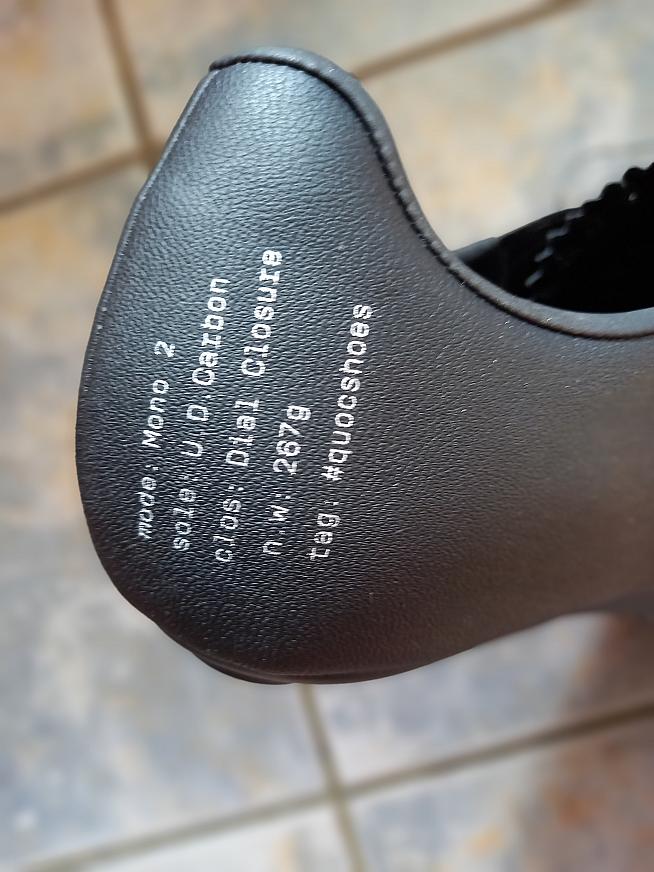 mode: Mono 2
sole: U D Carbon
clos: Dial Closure
n w: 267g
tag: #quocshoes